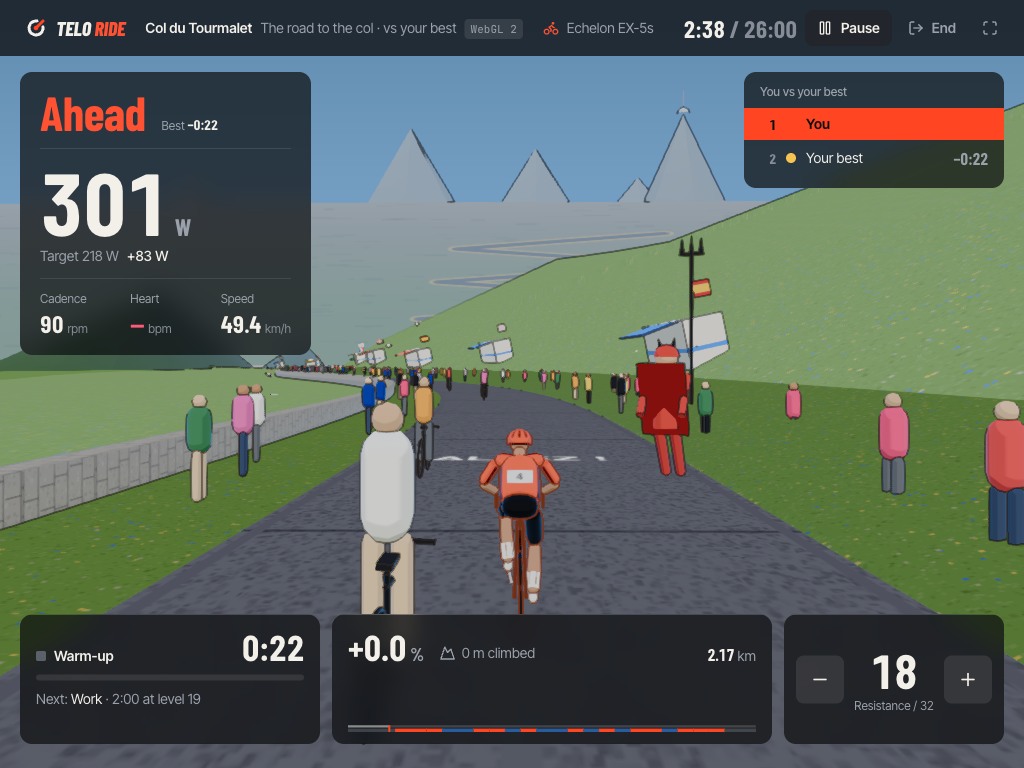 TELO RIDE Col du Tourmalet The road to the col · vs your best WebGL 2 Echelon EX-5s 2:38 / 26:00 Pause End
Ahead Best −0:22
301 W
Target 218 W +83 W
Cadence Heart Speed
90 rpm – bpm 49.4 km/h
You vs your best
1 You
2 Your best −0:22
4
Warm-up 0:22
Next: Work · 2:00 at level 19
+0.0 % 0 m climbed 2.17 km
− 18 +
Resistance / 32